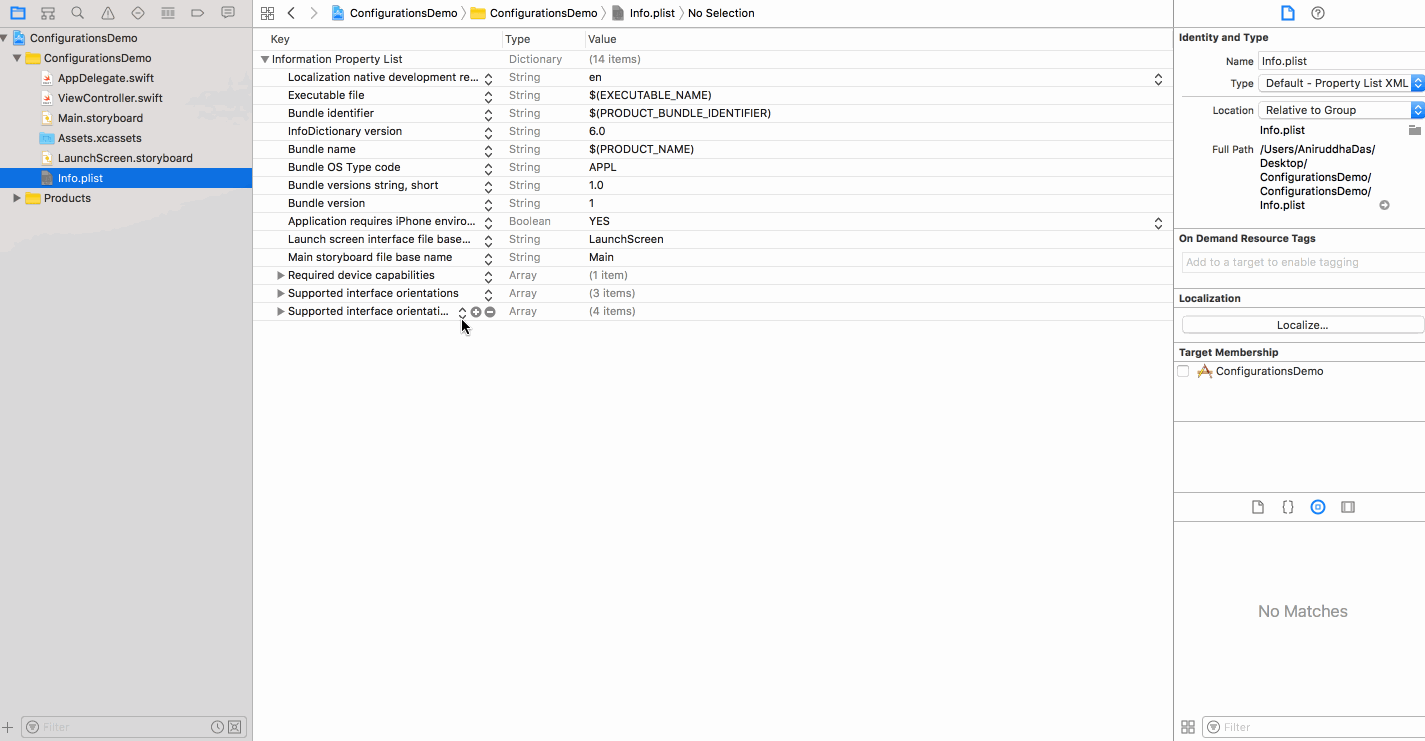 ConfigurationsDemo
ConfigurationsDemo
AppDelegate.swift
ViewController.swift
Main.storyboard
Assets.xcassets
LaunchScreen.storyboard
Info.plist
Products
Filter
ConfigurationsDemo ConfigurationsDemo Info.plist No Selection
Key Type Value
Information Property List Dictionary (14 items)
Localization native development re... String en
Executable file String $(EXECUTABLE_NAME)
Bundle identifier String $(PRODUCT_BUNDLE_IDENTIFIER)
InfoDictionary version String 6.0
Bundle name String $(PRODUCT_NAME)
Bundle OS Type code String APPL
Bundle versions string, short String 1.0
Bundle version String 1
Application requires iPhone enviro... Boolean YES
Launch screen interface file base... String LaunchScreen
Main storyboard file base name String Main
Required device capabilities Array (1 item)
Supported interface orientations Array (3 items)
Supported interface orientati... Array (4 items)
Identity and Type
Name Info.plist
Type Default - Property List XML
Location Relative to Group
Info.plist
Full Path /Users/AniruddhaDas/
Desktop/
ConfigurationsDemo/
ConfigurationsDemo/
Info.plist
On Demand Resource Tags
Add to a target to enable tagging
Localization
Localize...
Target Membership
ConfigurationsDemo
No Matches
Filter